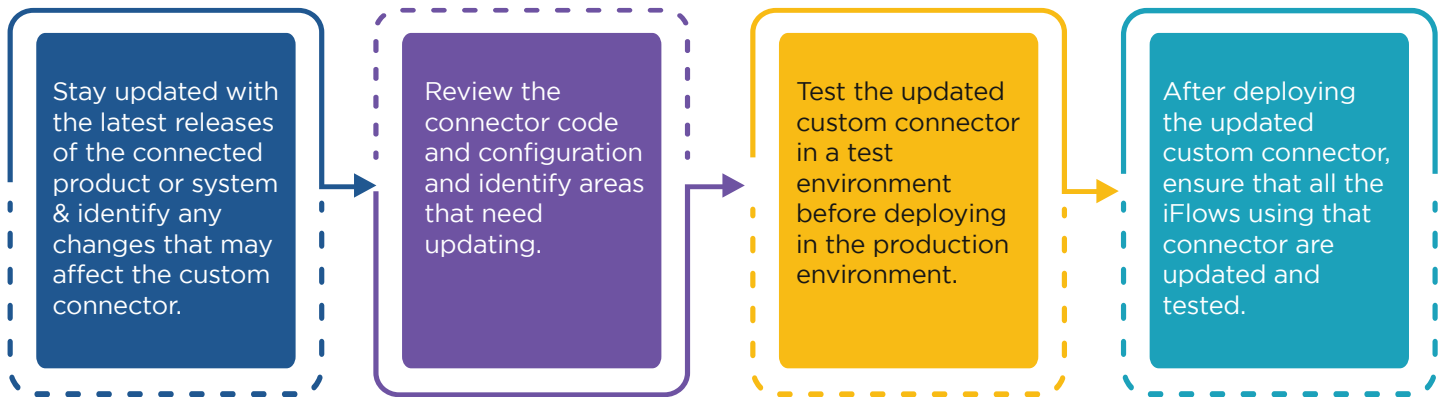 Stay updated with
the latest releases
of the connected
product or system
& identify any
changes that may
affect the custom
connector.
Review the
connector code
and configuration
and identify areas
that need
updating.
Test the updated
custom connector
in a test
environment
before deploying
in the production
environment.
After deploying
the updated
custom connector,
ensure that all the
iFlows using that
connector are
updated and
tested.